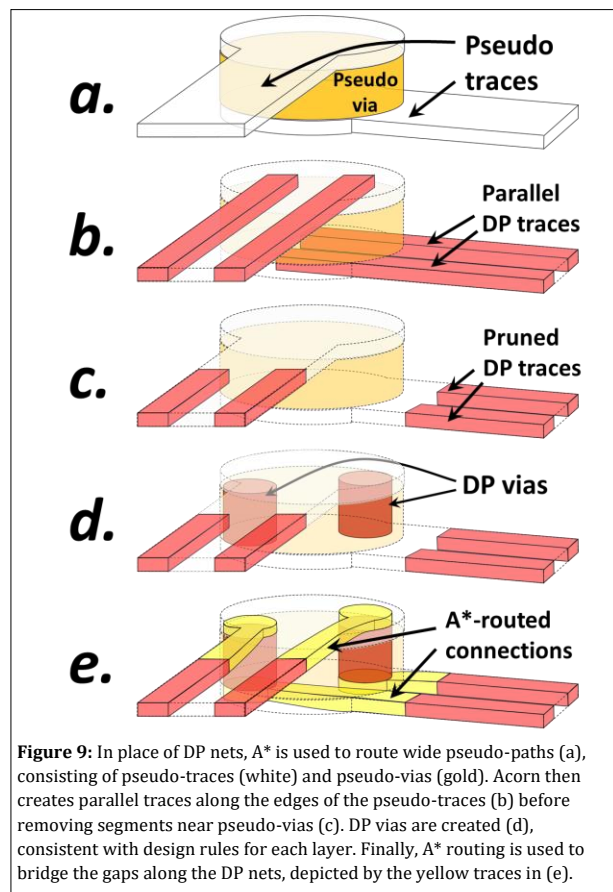 a.
Pseudo
traces
Pseudo
via
b.
Parallel
DP traces
c.
Pruned
DP traces
d.
DP vias
e.
A*-routed
connections
Figure 9: In place of DP nets, A* is used to route wide pseudo-paths (a),
consisting of pseudo-traces (white) and pseudo-vias (gold). Acorn then
creates parallel traces along the edges of the pseudo-traces (b) before
removing segments near pseudo-vias (c). DP vias are created (d),
consistent with design rules for each layer. Finally, A* routing is used to
bridge the gaps along the DP nets, depicted by the yellow traces in (e).